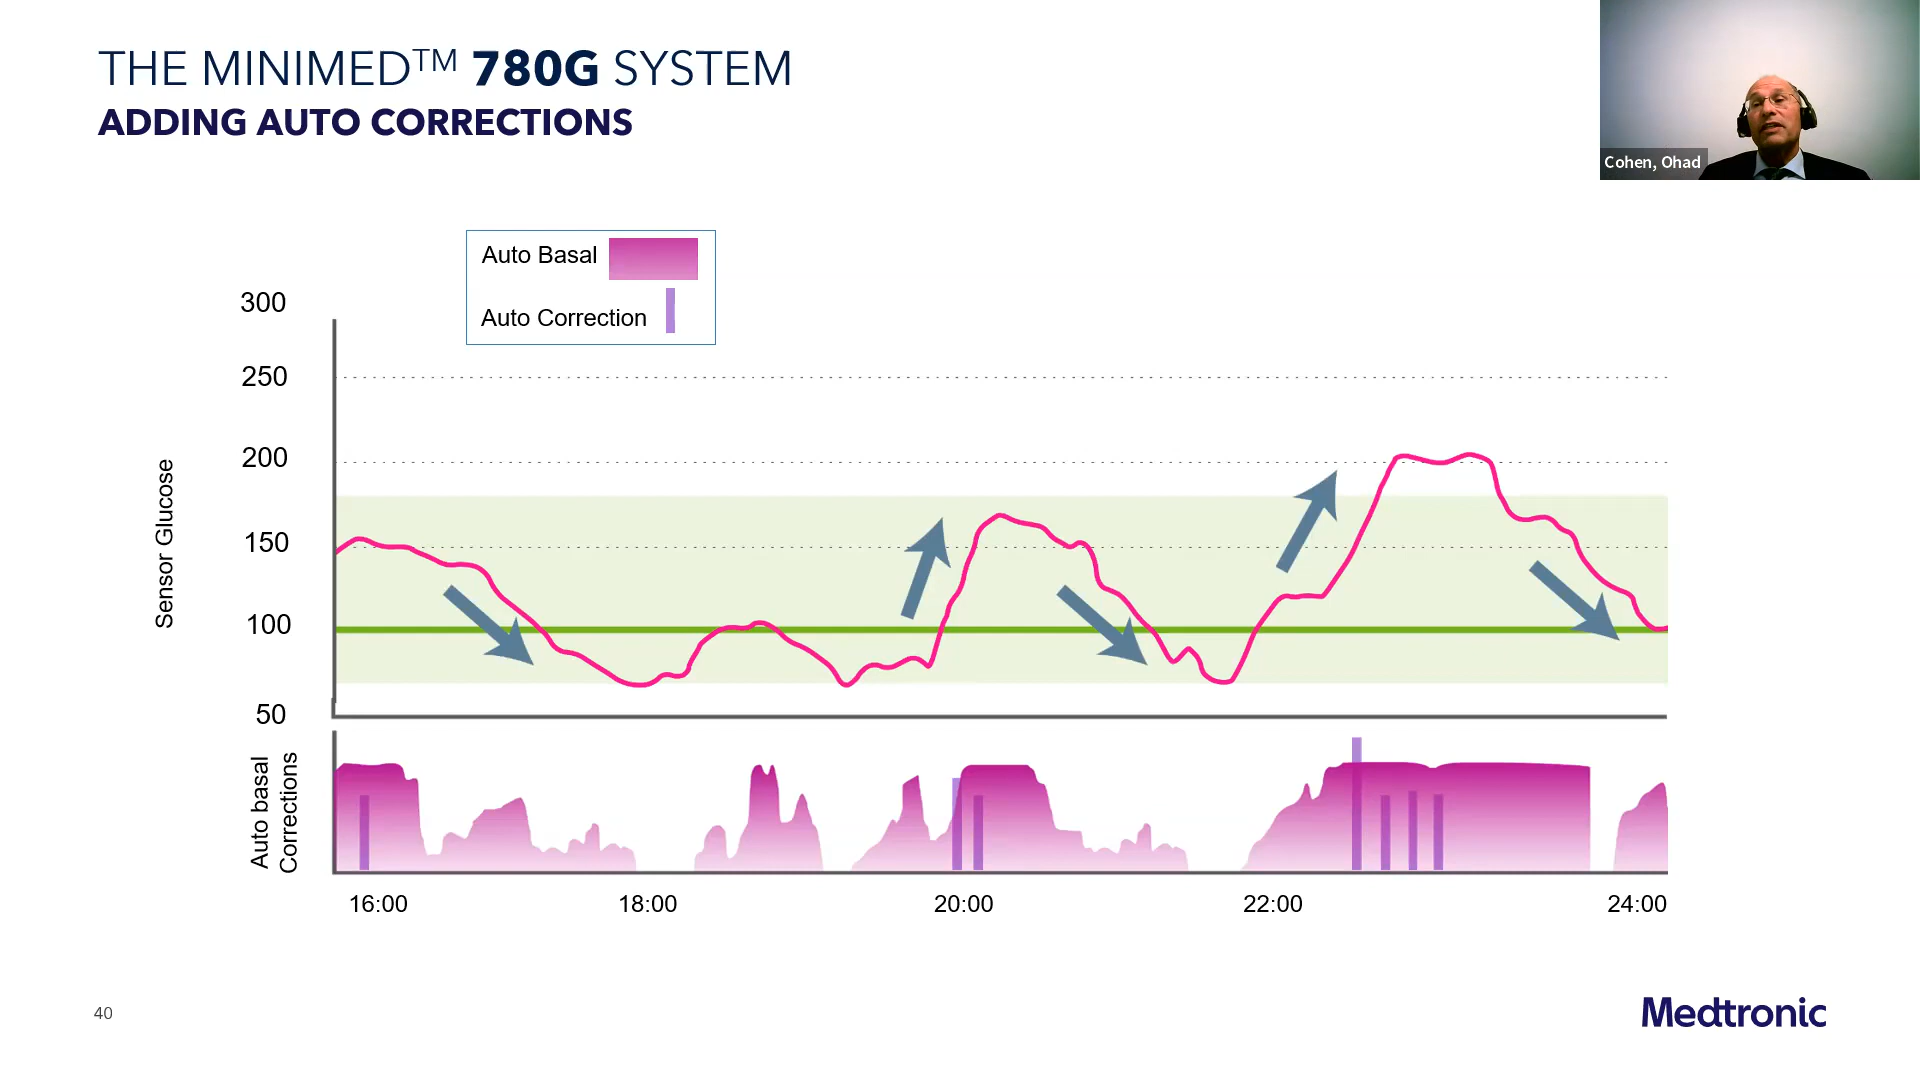 THE MINIMED™ 780G SYSTEM
ADDING AUTO CORRECTIONS
Cohen, Ohad
Auto Basal
Auto Correction
300
250
200
150
100
50
Sensor Glucose
Auto basal
Corrections
16:00
18:00
20:00
22:00
24:00
40
Medtronic